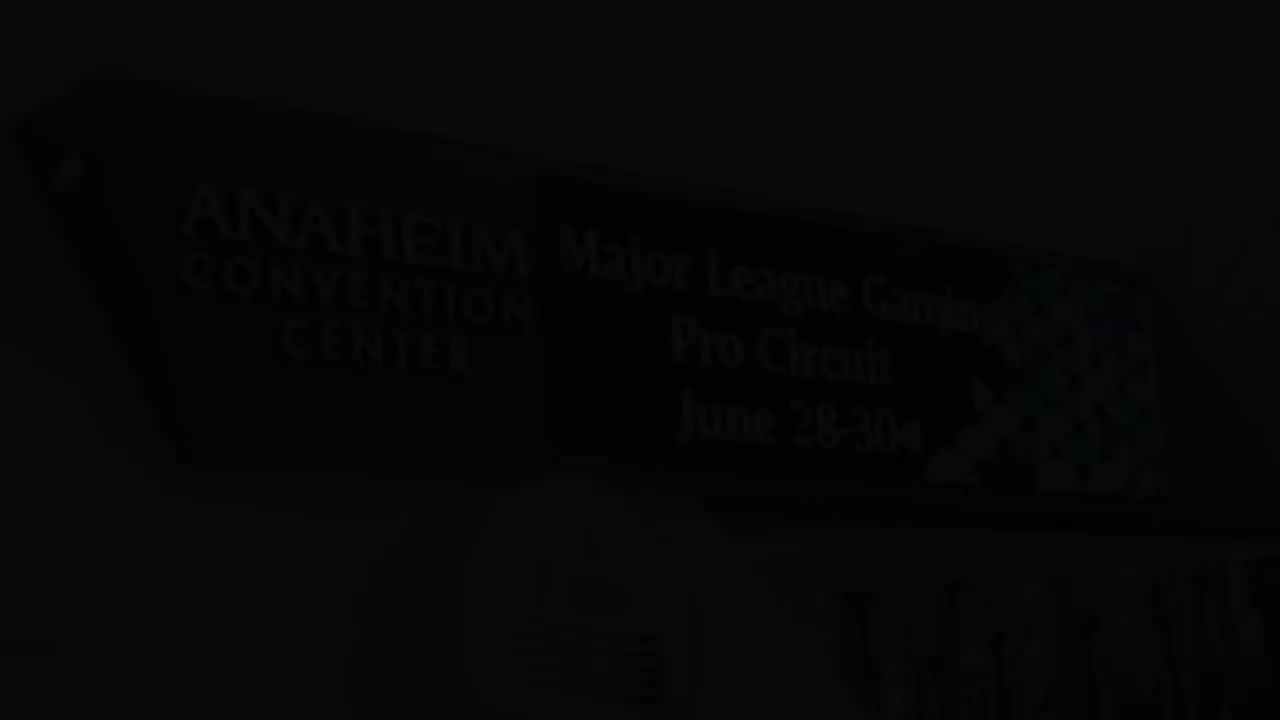 ANAHEIM
CONVENTION
CENTER
Major League Gaming
Pro Circuit
June 28-30